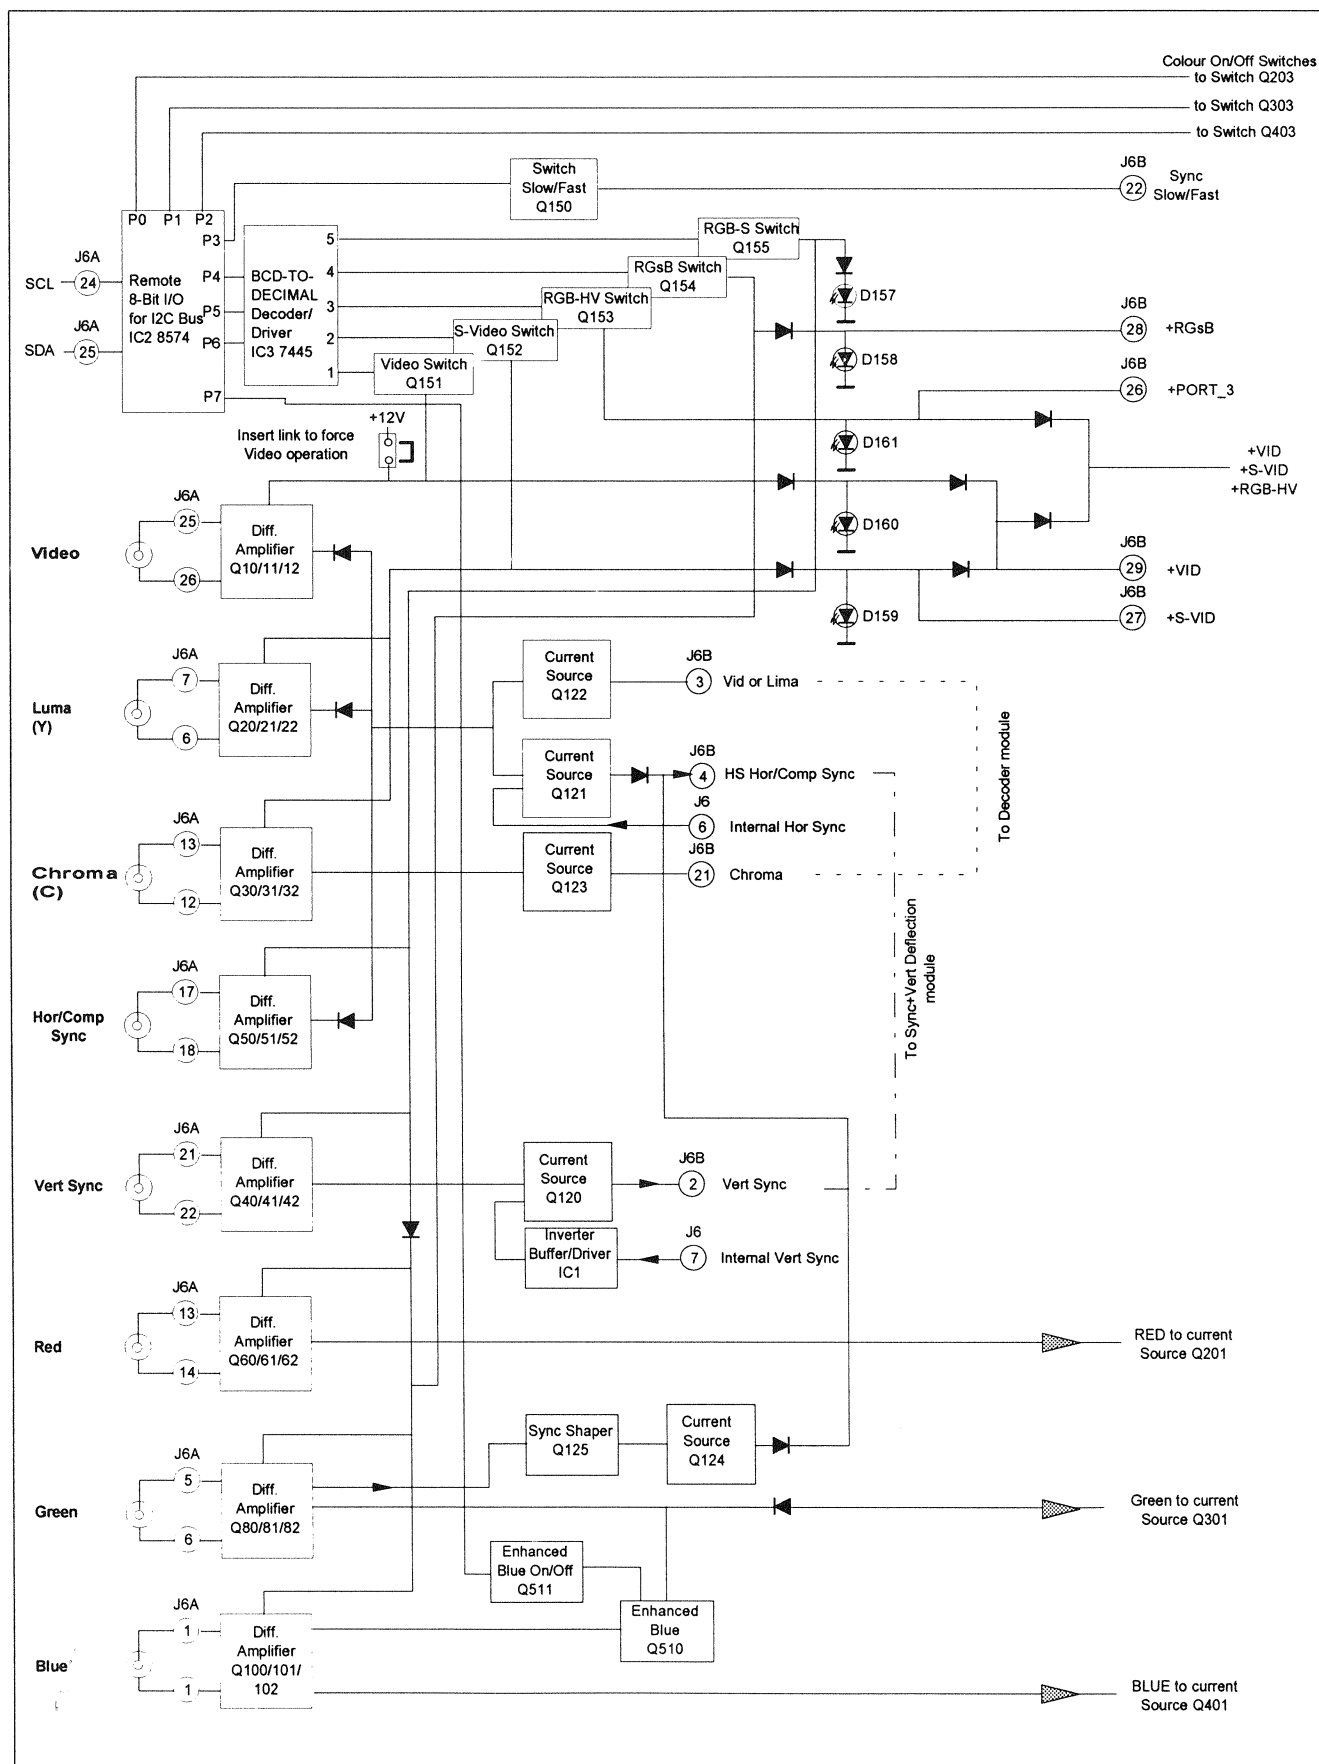 Colour On/Off Switches
to Switch Q203
to Switch Q303
to Switch Q403
J6B
22
Sync
Slow/Fast
Switch
Slow/Fast
Q150
P0 P1 P2
P3
P4
P5
P6
P7
J6A
SCL 24
J6A
SDA 25
Remote
8-Bit I/O
for I2C Bus
IC2 8574
BCD-TO-
DECIMAL
Decoder/
Driver
IC3 7445
5
4
3
2
1
RGB-S Switch
Q155
RGsB Switch
Q154
RGB-HV Switch
Q153
S-Video Switch
Q152
Video Switch
Q151
D157
D158
D161
D160
D159
J6B
28 +RGsB
J6B
26 +PORT_3
+VID
+S-VID
+RGB-HV
J6B
29 +VID
J6B
27 +S-VID
+12V
Insert link to force
Video operation
Video
J6A
25
26
Diff.
Amplifier
Q10/11/12
Luma
(Y)
J6A
7
6
Diff.
Amplifier
Q20/21/22
Current
Source
Q122
J6B
3 Vid or Lima
Current
Source
Q121
J6B
4 HS Hor/Comp Sync
J6
6 Internal Hor Sync
To Decoder module
Chroma
(C)
J6A
13
12
Diff.
Amplifier
Q30/31/32
Current
Source
Q123
J6B
21 Chroma
To Sync+Vert Deflection
module
Hor/Comp
Sync
J6A
17
18
Diff.
Amplifier
Q50/51/52
Vert Sync
J6A
21
22
Diff.
Amplifier
Q40/41/42
Current
Source
Q120
J6B
2 Vert Sync
Inverter
Buffer/Driver
IC1
J6
7 Internal Vert Sync
Red
J6A
13
14
Diff.
Amplifier
Q60/61/62
RED to current
Source Q201
Green
J6A
5
6
Diff.
Amplifier
Q80/81/82
Sync Shaper
Q125
Current
Source
Q124
Green to current
Source Q301
Enhanced
Blue On/Off
Q511
Enhanced
Blue
Q510
Blue
J6A
1
1
Diff.
Amplifier
Q100/101/
102
BLUE to current
Source Q401